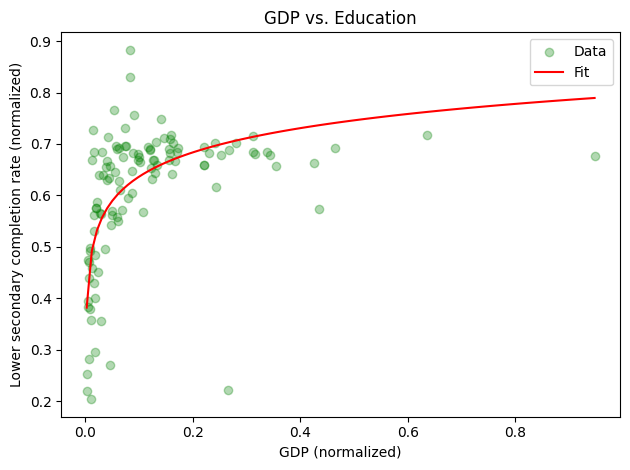 GDP vs. Education
Lower secondary completion rate (normalized)
0.9
0.8
0.7
0.6
0.5
0.4
0.3
0.2
Data
Fit
0.0 0.2 0.4 0.6 0.8
GDP (normalized)